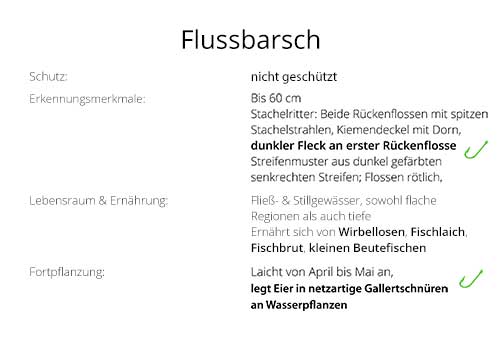 Flussbarsch
Schutz: nicht geschützt
Erkennungsmerkmale: Bis 60 cm
Stachelritter: Beide Rückenflossen mit spitzen
Stachelstrahlen, Kiemendeckel mit Dorn,
dunkler Fleck an erster Rückenflosse
Streifenmuster aus dunkel gefärbten
senkrechten Streifen; Flossen rötlich,
Lebensraum & Ernährung: Fließ- & Stillgewässer, sowohl flache
Regionen als auch tiefe
Ernährt sich von Wirbellosen, Fischlaich,
Fischbrut, kleinen Beutefischen
Fortpflanzung: Laicht von April bis Mai an,
legt Eier in netzartige Gallertschnüren
an Wasserpflanzen